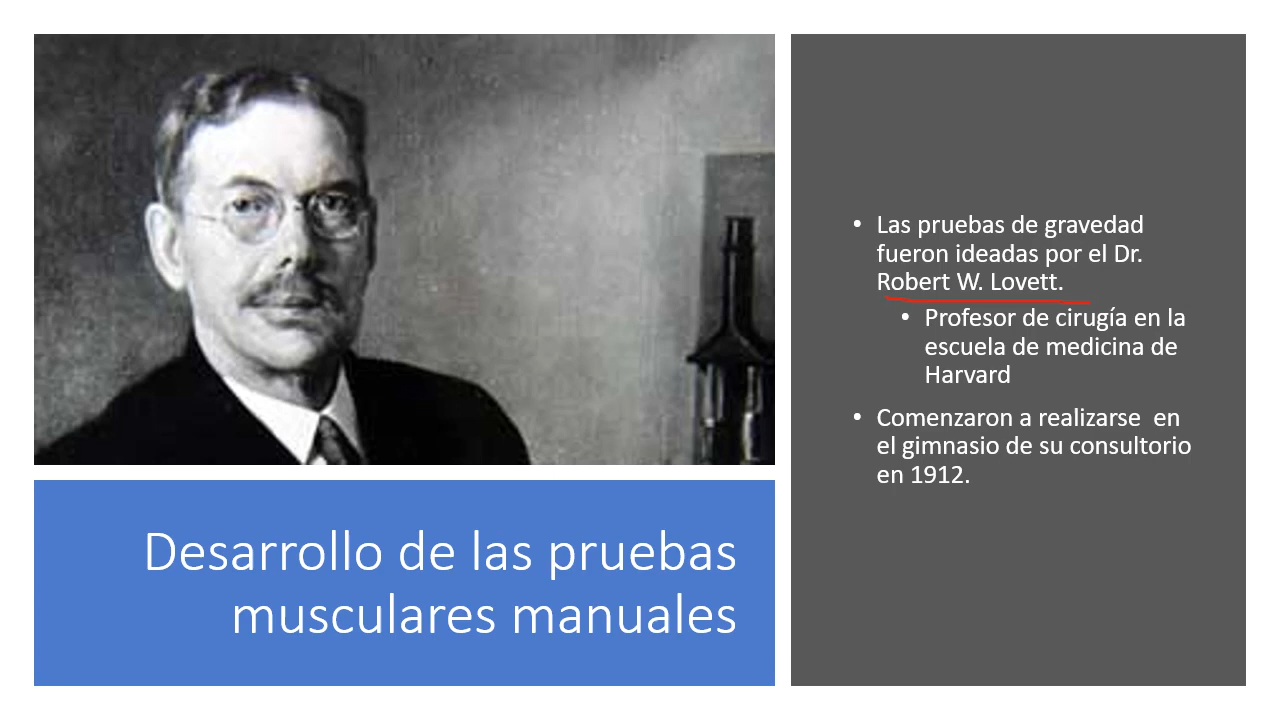 Desarrollo de las pruebas
musculares manuales
• Las pruebas de gravedad
fueron ideadas por el Dr.
Robert W. Lovett.
• Profesor de cirugía en la
escuela de medicina de
Harvard
• Comenzaron a realizarse  en
el gimnasio de su consultorio
en 1912.